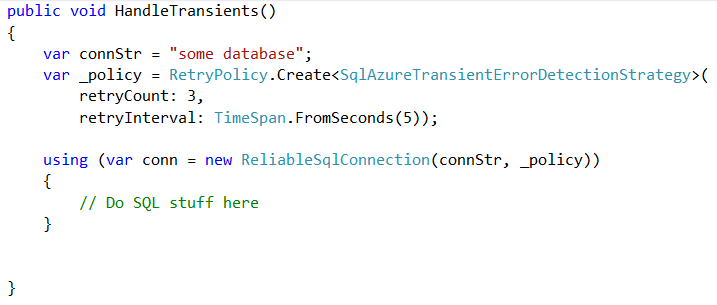 public void HandleTransients()
{
    var connStr = "some database";
    var _policy = RetryPolicy.Create<SqlAzureTransientErrorDetectionStrategy>(
        retryCount: 3,
        retryInterval: TimeSpan.FromSeconds(5));

    using (var conn = new ReliableSqlConnection(connStr, _policy))
    {
        // Do SQL stuff here
    }


}